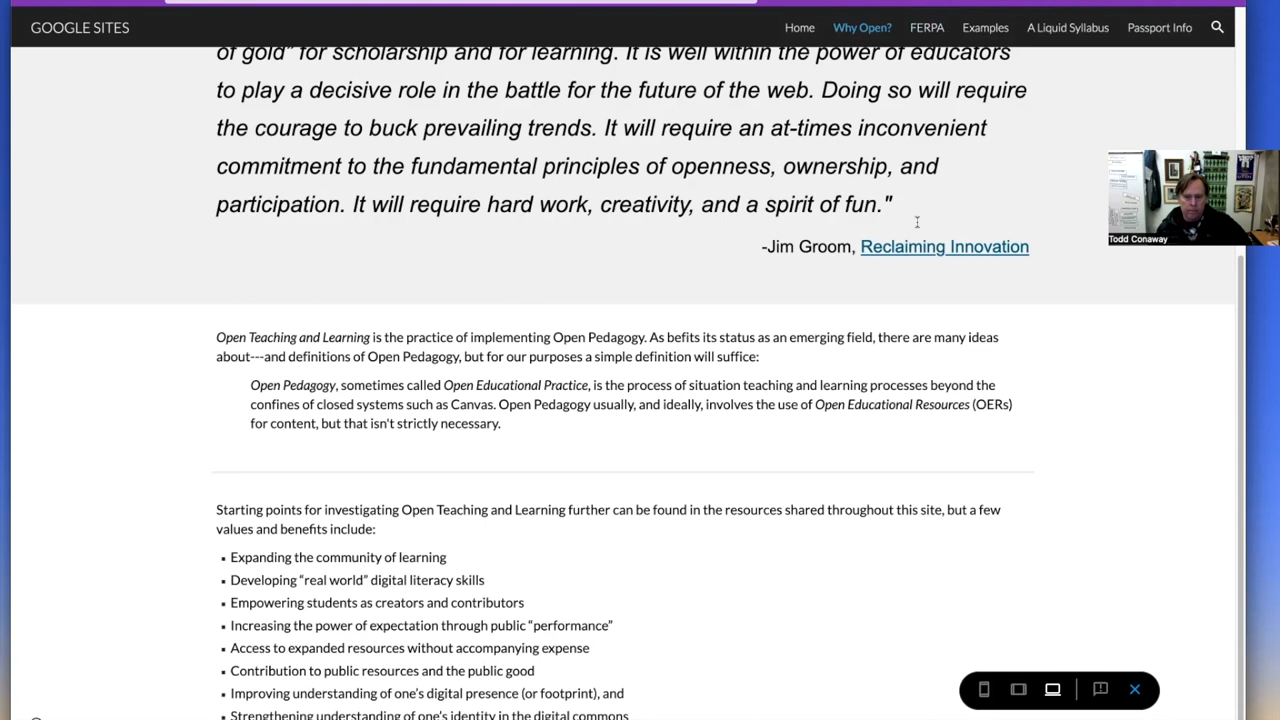 GOOGLE SITES
Home Why Open? FERPA Examples A Liquid Syllabus Passport Info
of gold" for scholarship and for learning. It is well within the power of educators
to play a decisive role in the battle for the future of the web. Doing so will require
the courage to buck prevailing trends. It will require an at-times inconvenient
commitment to the fundamental principles of openness, ownership, and
participation. It will require hard work, creativity, and a spirit of fun."
-Jim Groom, Reclaiming Innovation
Todd Conaway
Open Teaching and Learning is the practice of implementing Open Pedagogy. As befits its status as an emerging field, there are many ideas
about---and definitions of Open Pedagogy, but for our purposes a simple definition will suffice:
Open Pedagogy, sometimes called Open Educational Practice, is the process of situation teaching and learning processes beyond the
confines of closed systems such as Canvas. Open Pedagogy usually, and ideally, involves the use of Open Educational Resources (OERs)
for content, but that isn't strictly necessary.
Starting points for investigating Open Teaching and Learning further can be found in the resources shared throughout this site, but a few
values and benefits include:
▪ Expanding the community of learning
▪ Developing “real world” digital literacy skills
▪ Empowering students as creators and contributors
▪ Increasing the power of expectation through public “performance”
▪ Access to expanded resources without accompanying expense
▪ Contribution to public resources and the public good
▪ Improving understanding of one’s digital presence (or footprint), and
▪ Strengthening understanding of one’s identity in the digital commons